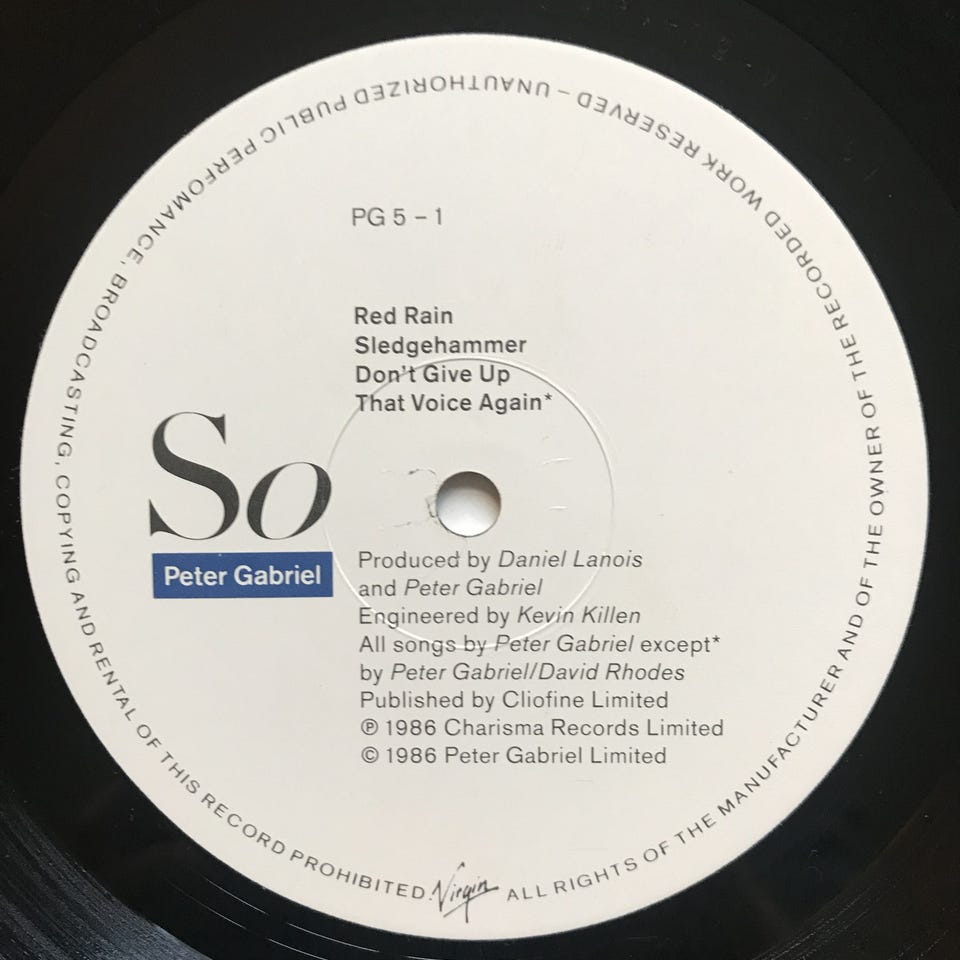 PG 5 – 1
Red Rain
Sledgehammer
Don't Give Up
That Voice Again*
So
Peter Gabriel
Produced by Daniel Lanois
and Peter Gabriel
Engineered by Kevin Killen
All songs by Peter Gabriel except*
by Peter Gabriel/David Rhodes
Published by Cliofine Limited
℗ 1986 Charisma Records Limited
© 1986 Peter Gabriel Limited
ALL RIGHTS OF THE MANUFACTURER AND OF THE OWNER OF THE RECORDED WORK RESERVED – UNAUTHORIZED PUBLIC PERFOMANCE, BROADCASTING, COPYING AND RENTAL OF THIS RECORD PROHIBITED.
Virgin